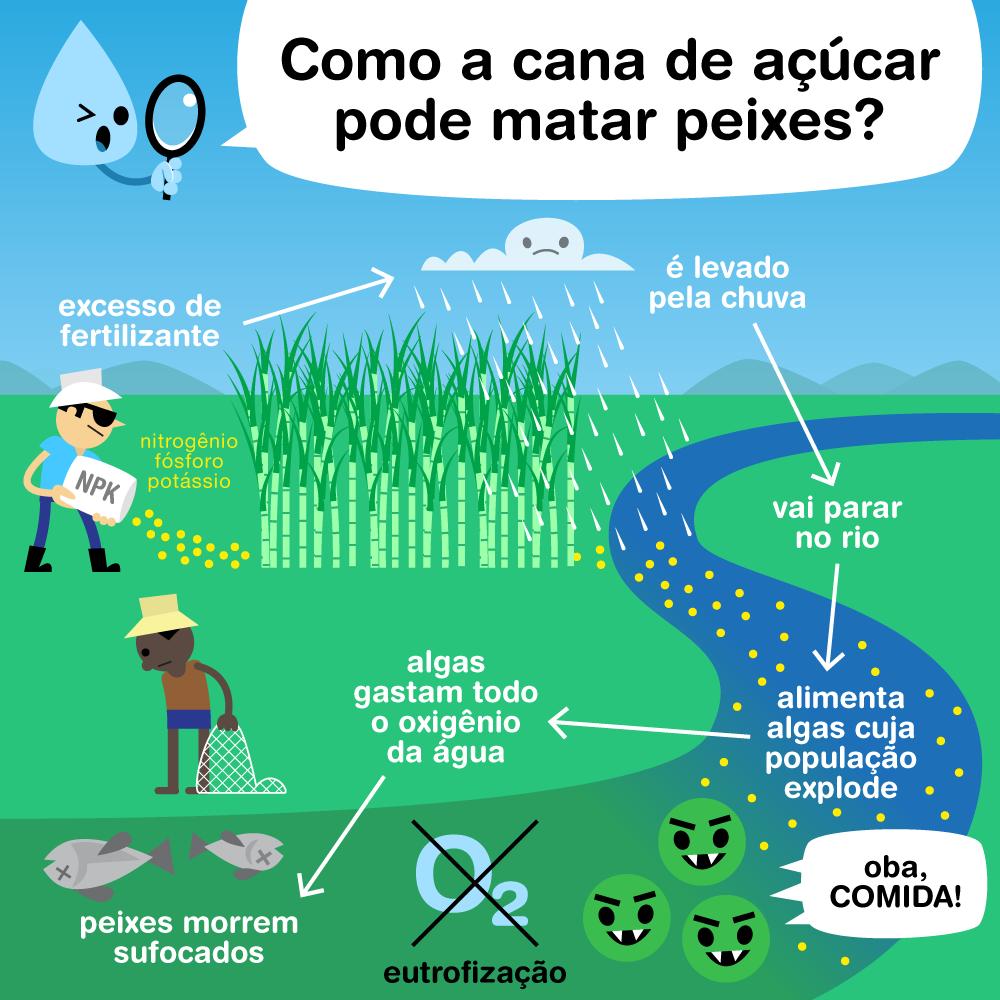 Como a cana de açúcar
pode matar peixes?
excesso de
fertilizante
é levado
pela chuva
nitrogênio
fósforo
potássio
NPK
vai parar
no rio
alimenta
algas cuja
população
explode
algas
gastam todo
o oxigênio
da água
oba,
COMIDA!
peixes morrem
sufocados
O2
eutrofização